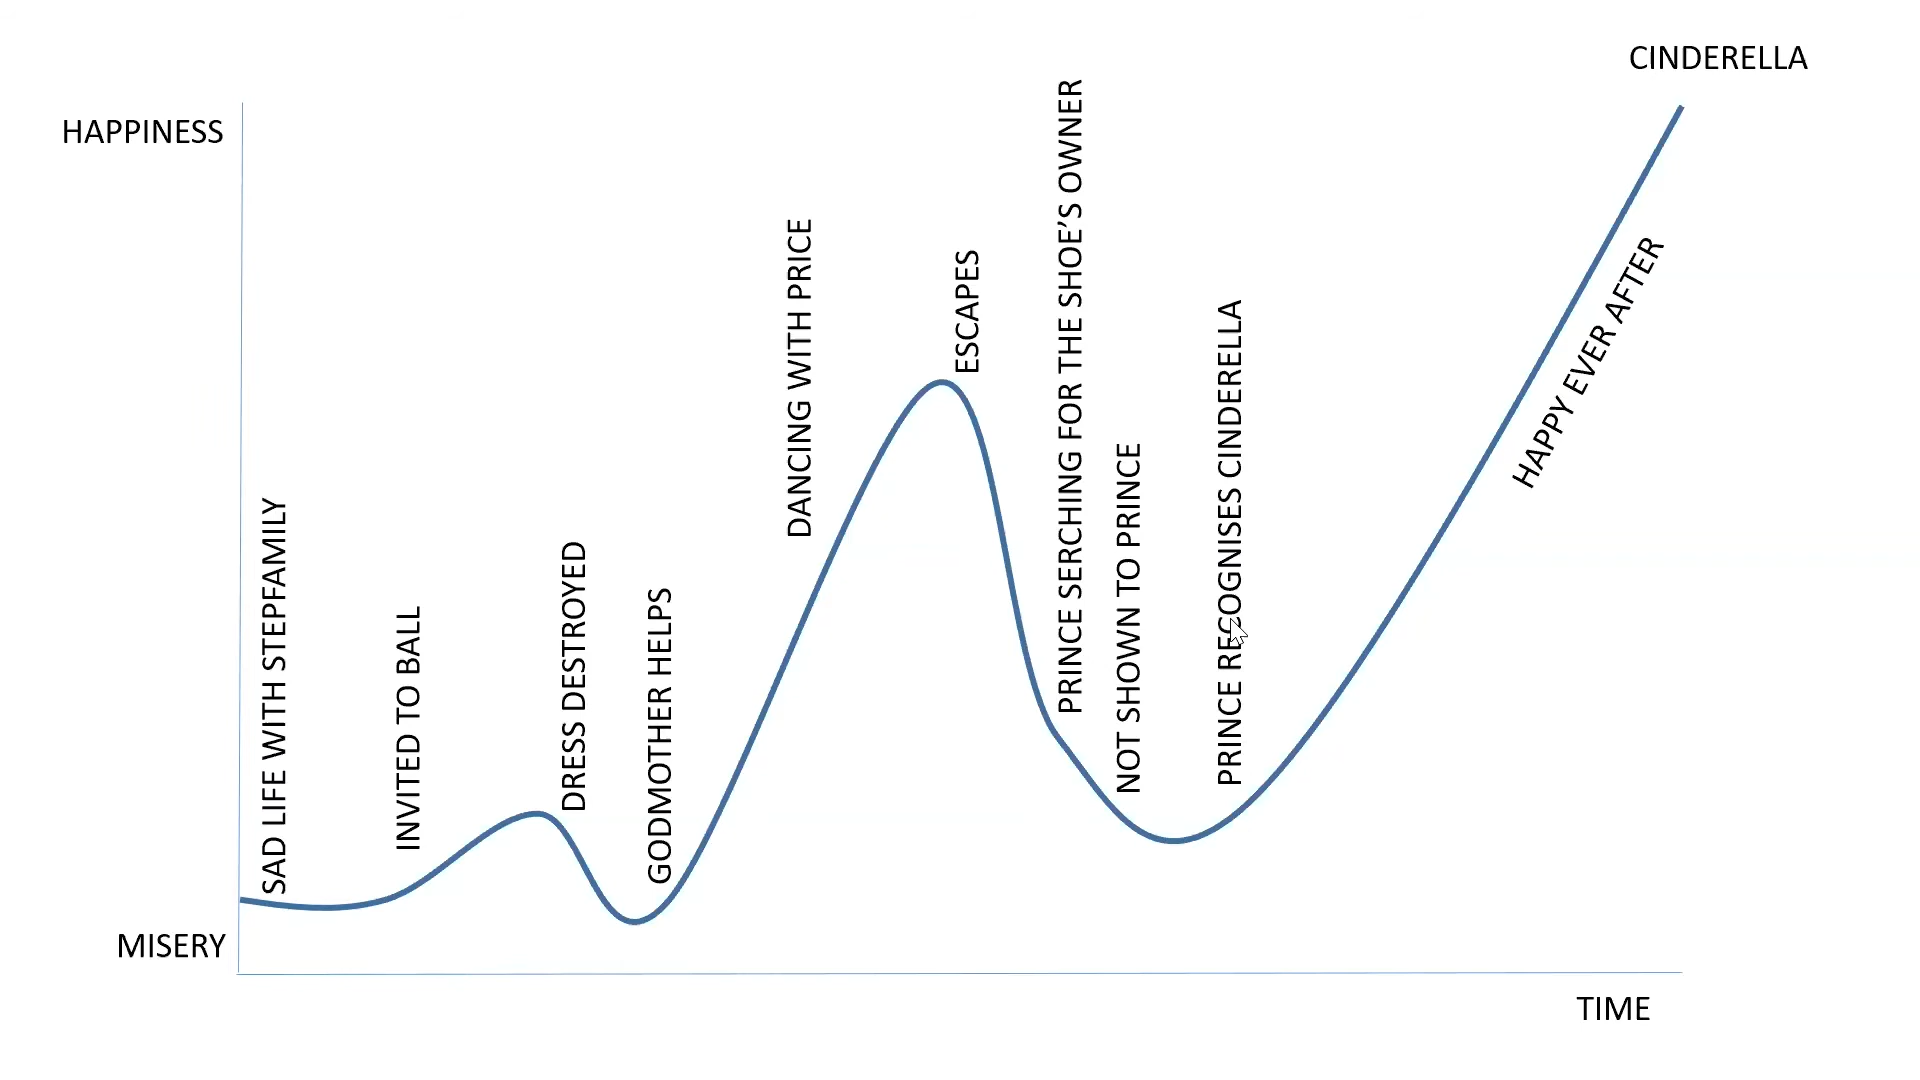 CINDERELLA
HAPPINESS
SAD LIFE WITH STEPFAMILY
INVITED TO BALL
DRESS DESTROYED
GODMOTHER HELPS
DANCING WITH PRICE
ESCAPES
PRINCE SERCHING FOR THE SHOE'S OWNER
NOT SHOWN TO PRINCE
PRINCE RECOGNISES CINDERELLA
HAPPY EVER AFTER
MISERY
TIME